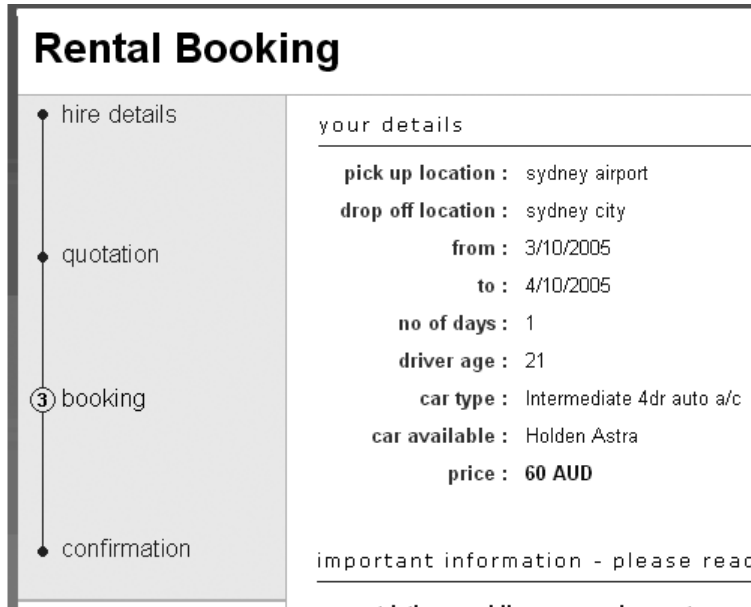 Rental Booking
hire details
quotation
3 booking
confirmation
your details
pick up location : sydney airport
drop off location : sydney city
from : 3/10/2005
to : 4/10/2005
no of days : 1
driver age : 21
car type : Intermediate 4dr auto a/c
car available : Holden Astra
price : 60 AUD
important information - please read